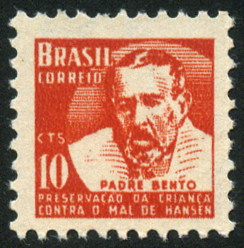 BRASIL
CORREIO
CTS
10
PADRE BENTO
PRESERVAÇÃO DA CRIANÇA
CONTRA O MAL DE HANSEN